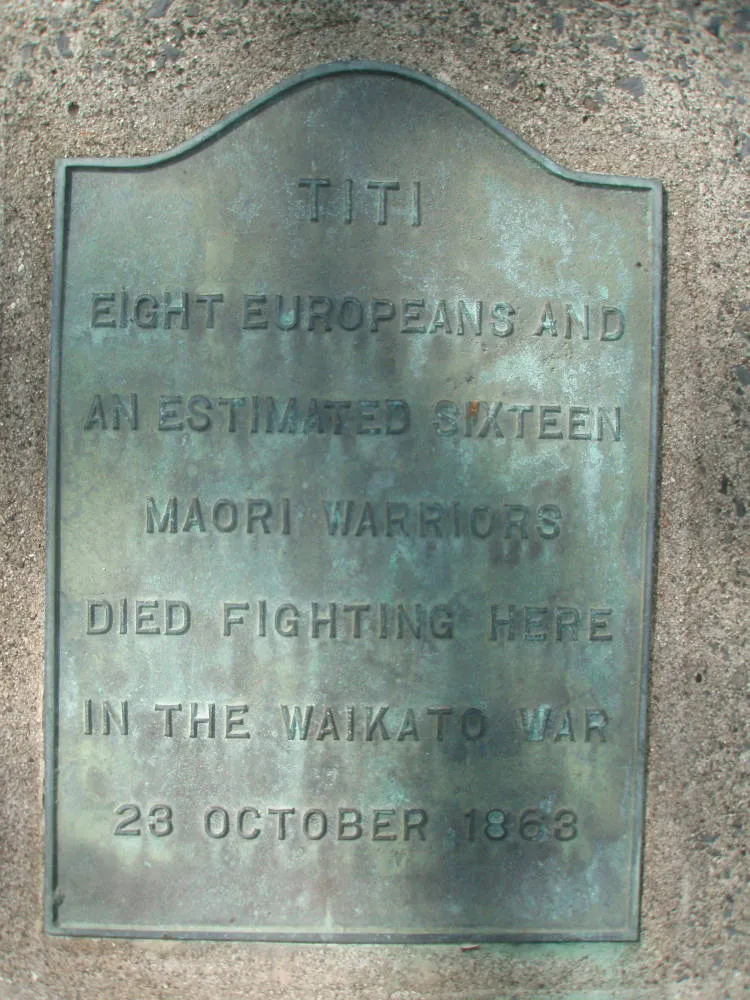 TITI
EIGHT EUROPEANS AND
AN ESTIMATED SIXTEEN
MAORI WARRIORS
DIED FIGHTING HERE
IN THE WAIKATO WAR
23 OCTOBER 1863